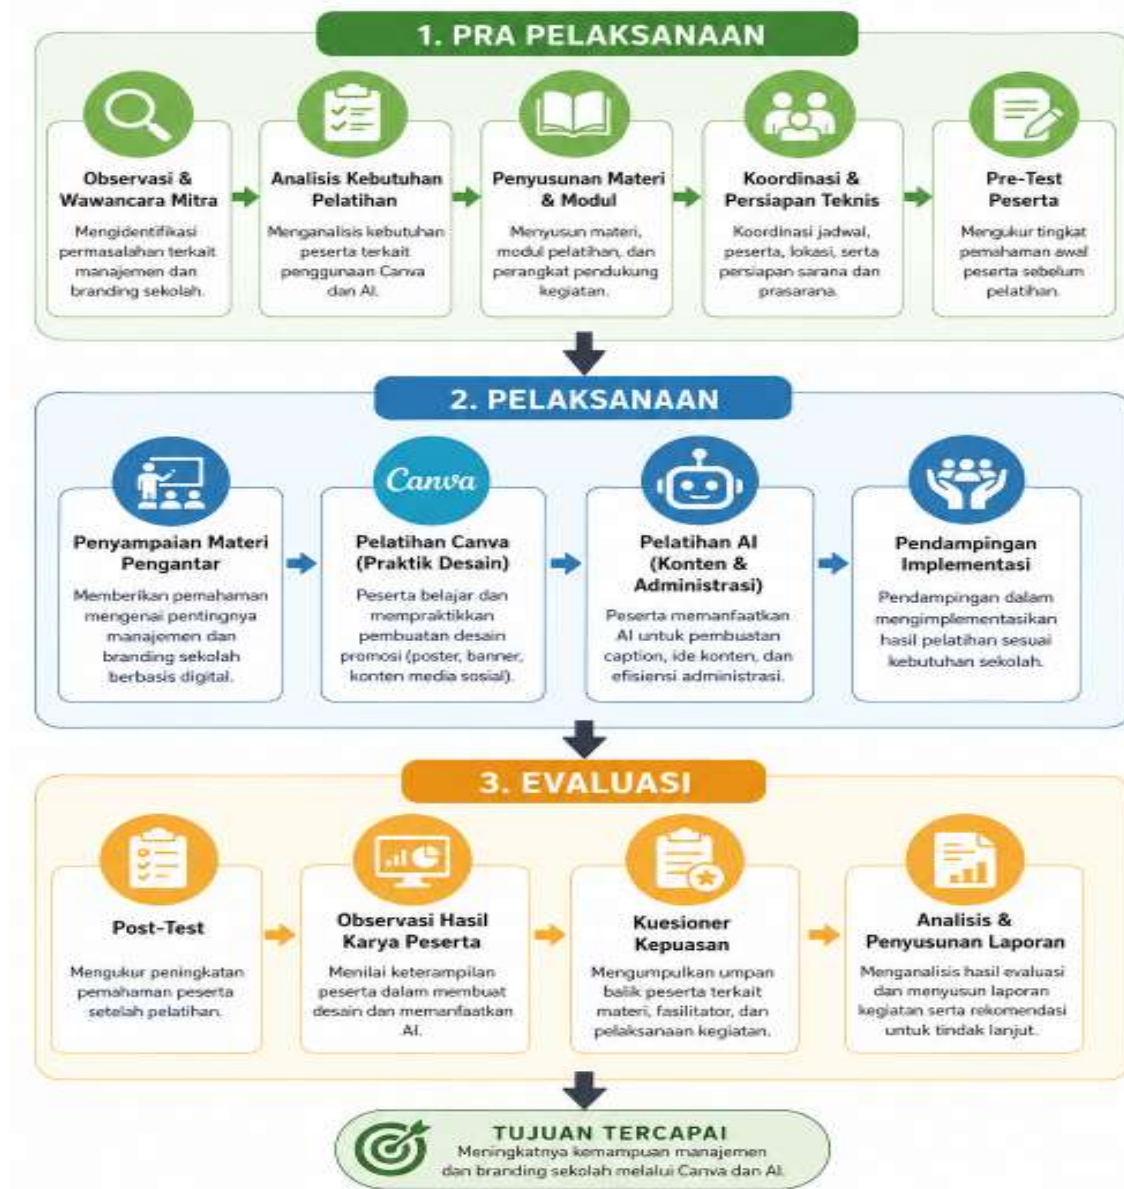 1. PRA PELAKSANAAN
Observasi &
Wawancara Mitra
Mengidentifikasi
permasalahan terkait
manajemen dan
branding sekolah.
Analisis Kebutuhan
Pelatihan
Menganalisis kebutuhan
peserta terkait
penggunaan Canva
dan AI.
Penyusunan Materi
& Modul
Menyusun materi,
modul pelatihan, dan
perangkat pendukung
kegiatan.
Koordinasi &
Persiapan Teknis
Koordinasi jadwal,
peserta, lokasi, serta
persiapan sarana dan
prasarana.
Pre-Test
Peserta
Mengukur tingkat
pemahaman awal
peserta sebelum
pelatihan.
2. PELAKSANAAN
Penyampaian Materi
Pengantar
Memberikan pemahaman
mengenai pentingnya
manajemen dan
branding sekolah
berbasis digital.
Canva
Pelatihan Canva
(Praktik Desain)
Peserta belajar dan
mempraktikkan
pembuatan desain
promosi (poster, banner,
konten media sosial).
Pelatihan AI
(Konten &
Administrasi)
Peserta memanfaatkan
AI untuk pembuatan
caption, ide konten, dan
efisiensi administrasi.
Pendampingan
Implementasi
Pendampingan dalam
mengimplementasikan
hasil pelatihan sesuai
kebutuhan sekolah.
3. EVALUASI
Post-Test
Mengukur peningkatan
pemahaman peserta
setelah pelatihan.
Observasi Hasil
Karya Peserta
Menilai keterampilan
peserta dalam membuat
desain dan memanfaatkan
AI.
Kuesioner
Kepuasan
Mengumpulkan umpan
balik peserta terkait
materi, fasilitator, dan
pelaksanaan kegiatan.
Analisis &
Penyusunan Laporan
Menganalisis hasil evaluasi
dan menyusun laporan
kegiatan serta rekomendasi
untuk tindak lanjut.
TUJUAN TERCAPAI
Meningkatnya kemampuan manajemen
dan branding sekolah melalui Canva dan AI.